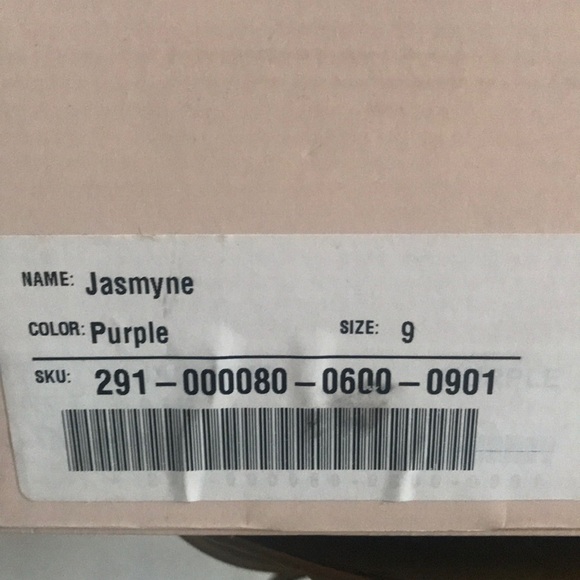 NAME: Jasmyne
COLOR: Purple SIZE: 9
SKU: 291-000080-0600-0901